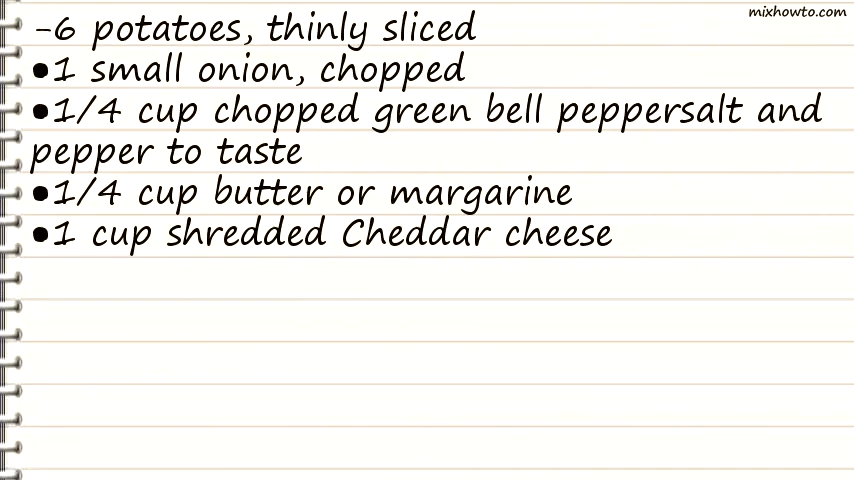 mixhowto.com
-6 potatoes, thinly sliced
●1 small onion, chopped
●1/4 cup chopped green bell peppersalt and
pepper to taste
●1/4 cup butter or margarine
●1 cup shredded Cheddar cheese